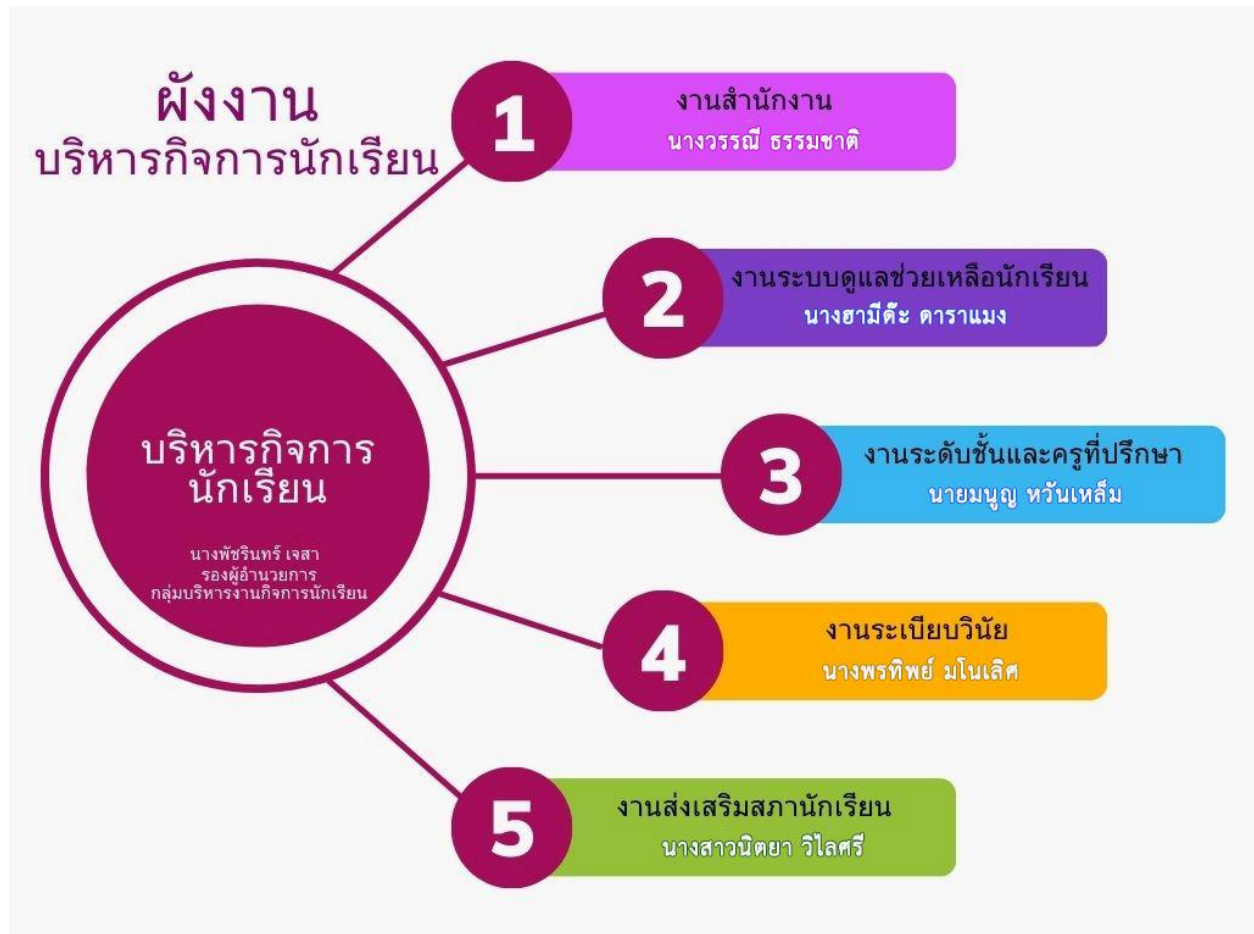 ผังงาน
บริหารกิจการนักเรียน
1
งานสำนักงาน
นางวรรณี ธรรมชาติ
2
งานระบบดูแลช่วยเหลือนักเรียน
นางฮามีด๊ะ ดาราแมง
3
งานระดับชั้นและครูที่ปรึกษา
นายมนูญ หวันเหล็ม
บริหารกิจการ
นักเรียน
นางพัชรินทร์ เจสา
รองผู้อำนวยการ
กลุ่มบริหารงานกิจการนักเรียน
4
งานระเบียบวินัย
นางพรทิพย์ มโนเลิศ
5
งานส่งเสริมสภานักเรียน
นางสาวนิตยา วิไลศรี